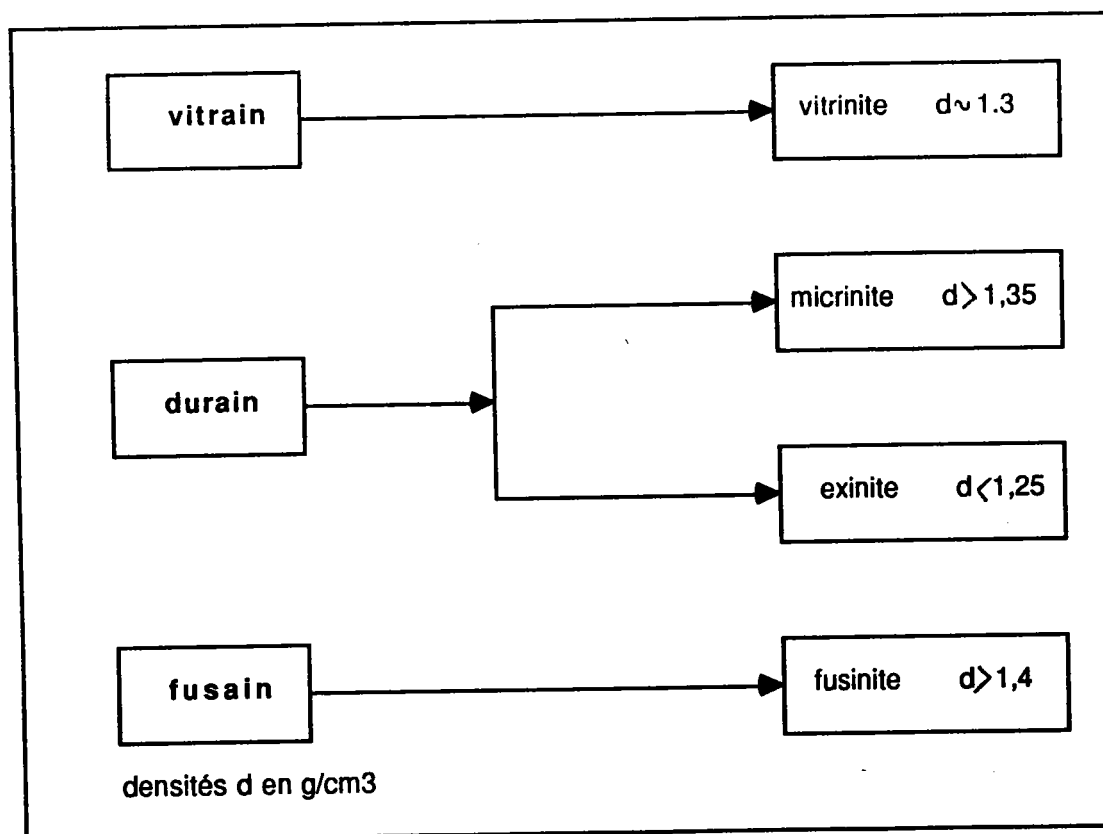 vitrain
vitrinite d~1.3
micrinite d>1,35
durain
exinite d<1,25
fusain
fusinite d>1,4
densités d en g/cm3